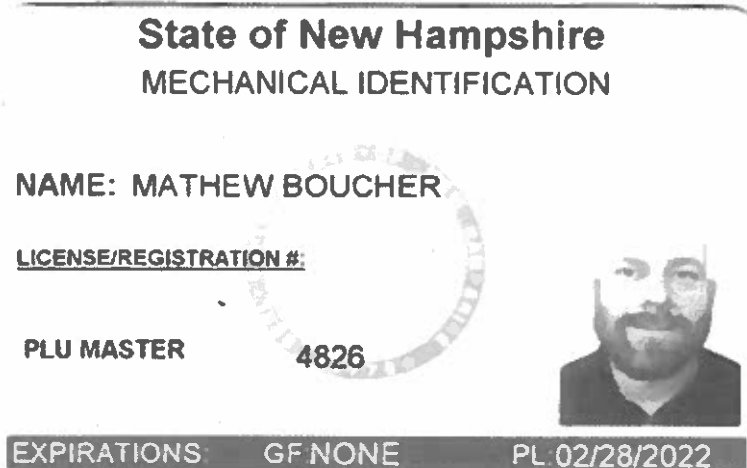 State of New Hampshire
MECHANICAL IDENTIFICATION
NAME: MATHEW BOUCHER
LICENSE/REGISTRATION #:
PLU MASTER 4826
EXPIRATIONS: GF:NONE PL:02/28/2022